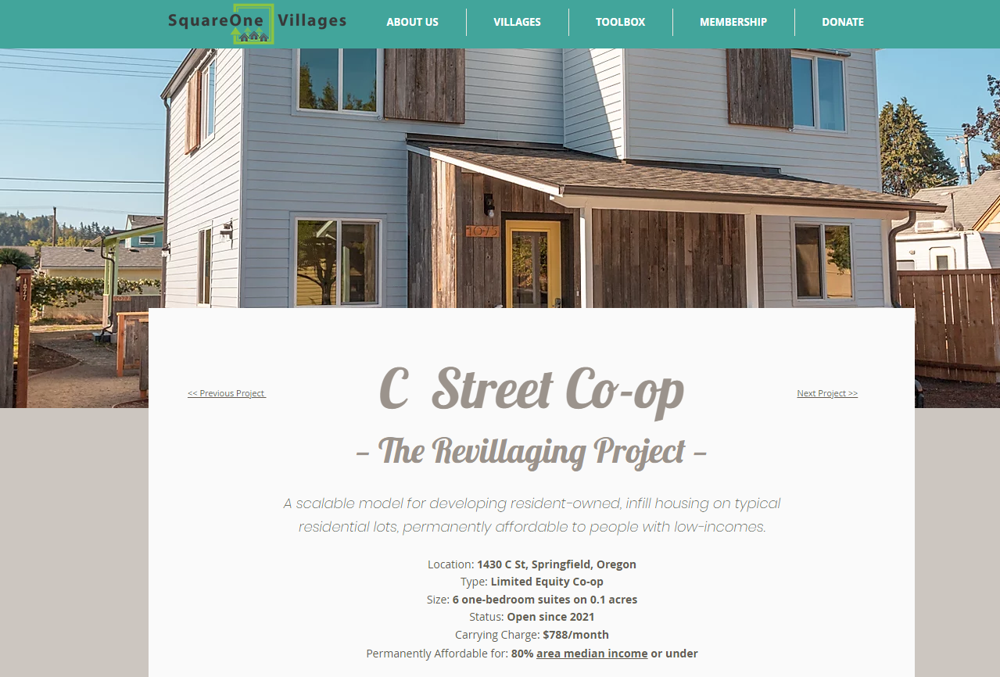 SquareOne Villages
ABOUT US
VILLAGES
TOOLBOX
MEMBERSHIP
DONATE
1075
1077
<< Previous Project
C Street Co-op
Next Project >>
– The Revillaging Project –
A scalable model for developing resident-owned, infill housing on typical
residential lots, permanently affordable to people with low-incomes.
Location: 1430 C St, Springfield, Oregon
Type: Limited Equity Co-op
Size: 6 one-bedroom suites on 0.1 acres
Status: Open since 2021
Carrying Charge: $788/month
Permanently Affordable for: 80% area median income or under